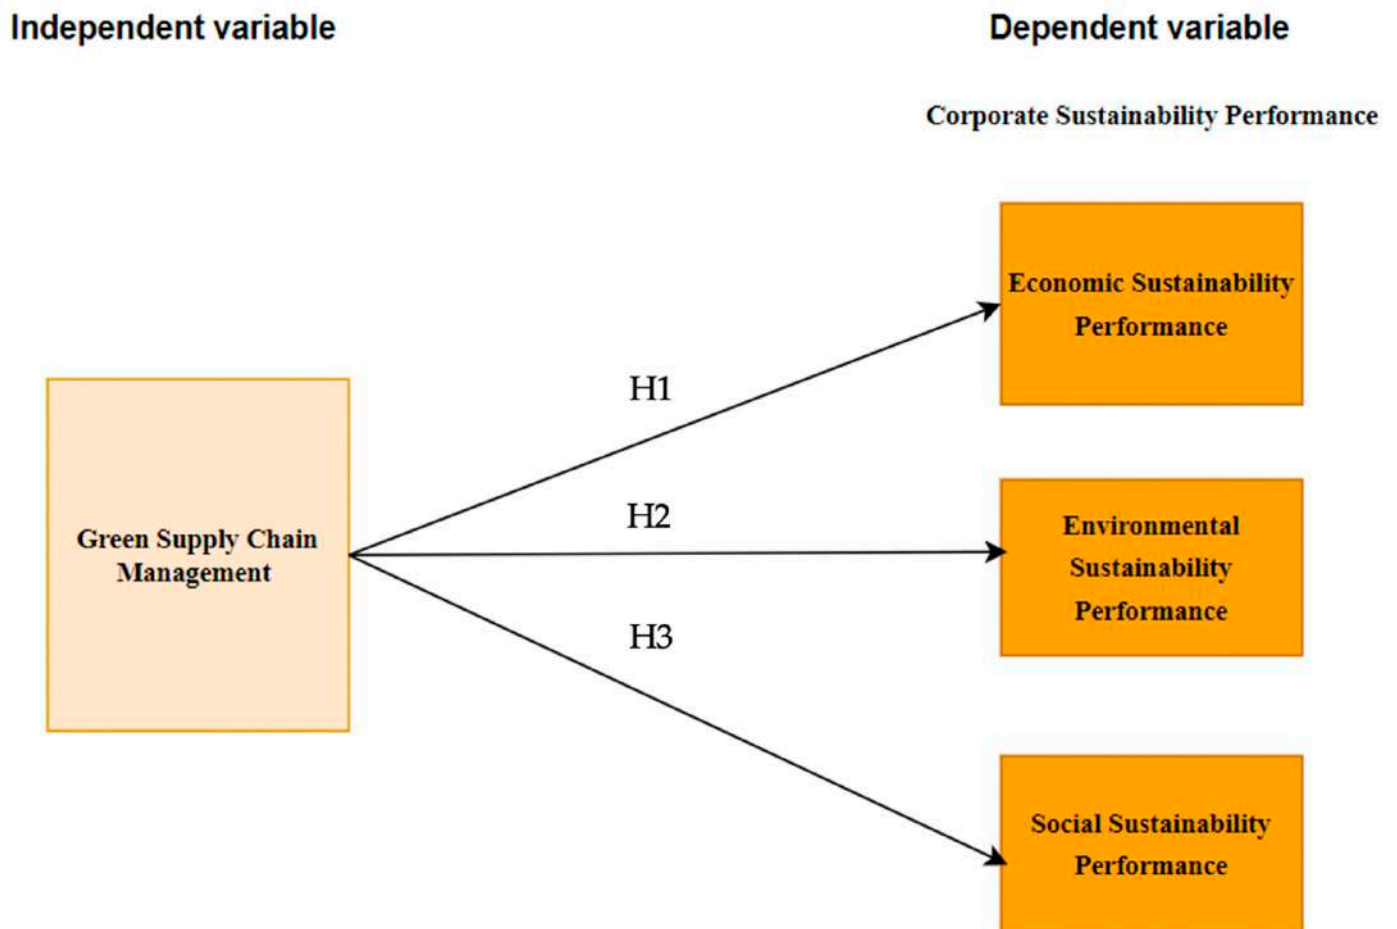 Independent variable
Dependent variable
Corporate Sustainability Performance
Economic Sustainability
Performance
H1
Green Supply Chain
Management
H2
Environmental
Sustainability
Performance
H3
Social Sustainability
Performance